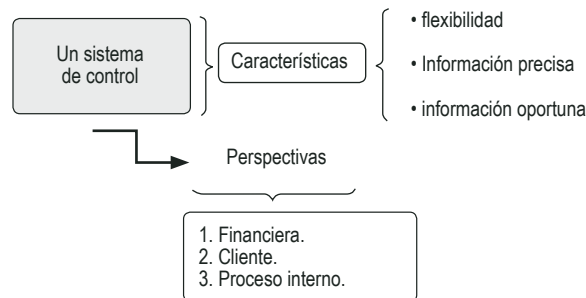 Un sistema
de control
Características
• flexibilidad
• Información precisa
• información oportuna
Perspectivas
1. Financiera.
2. Cliente.
3. Proceso interno.